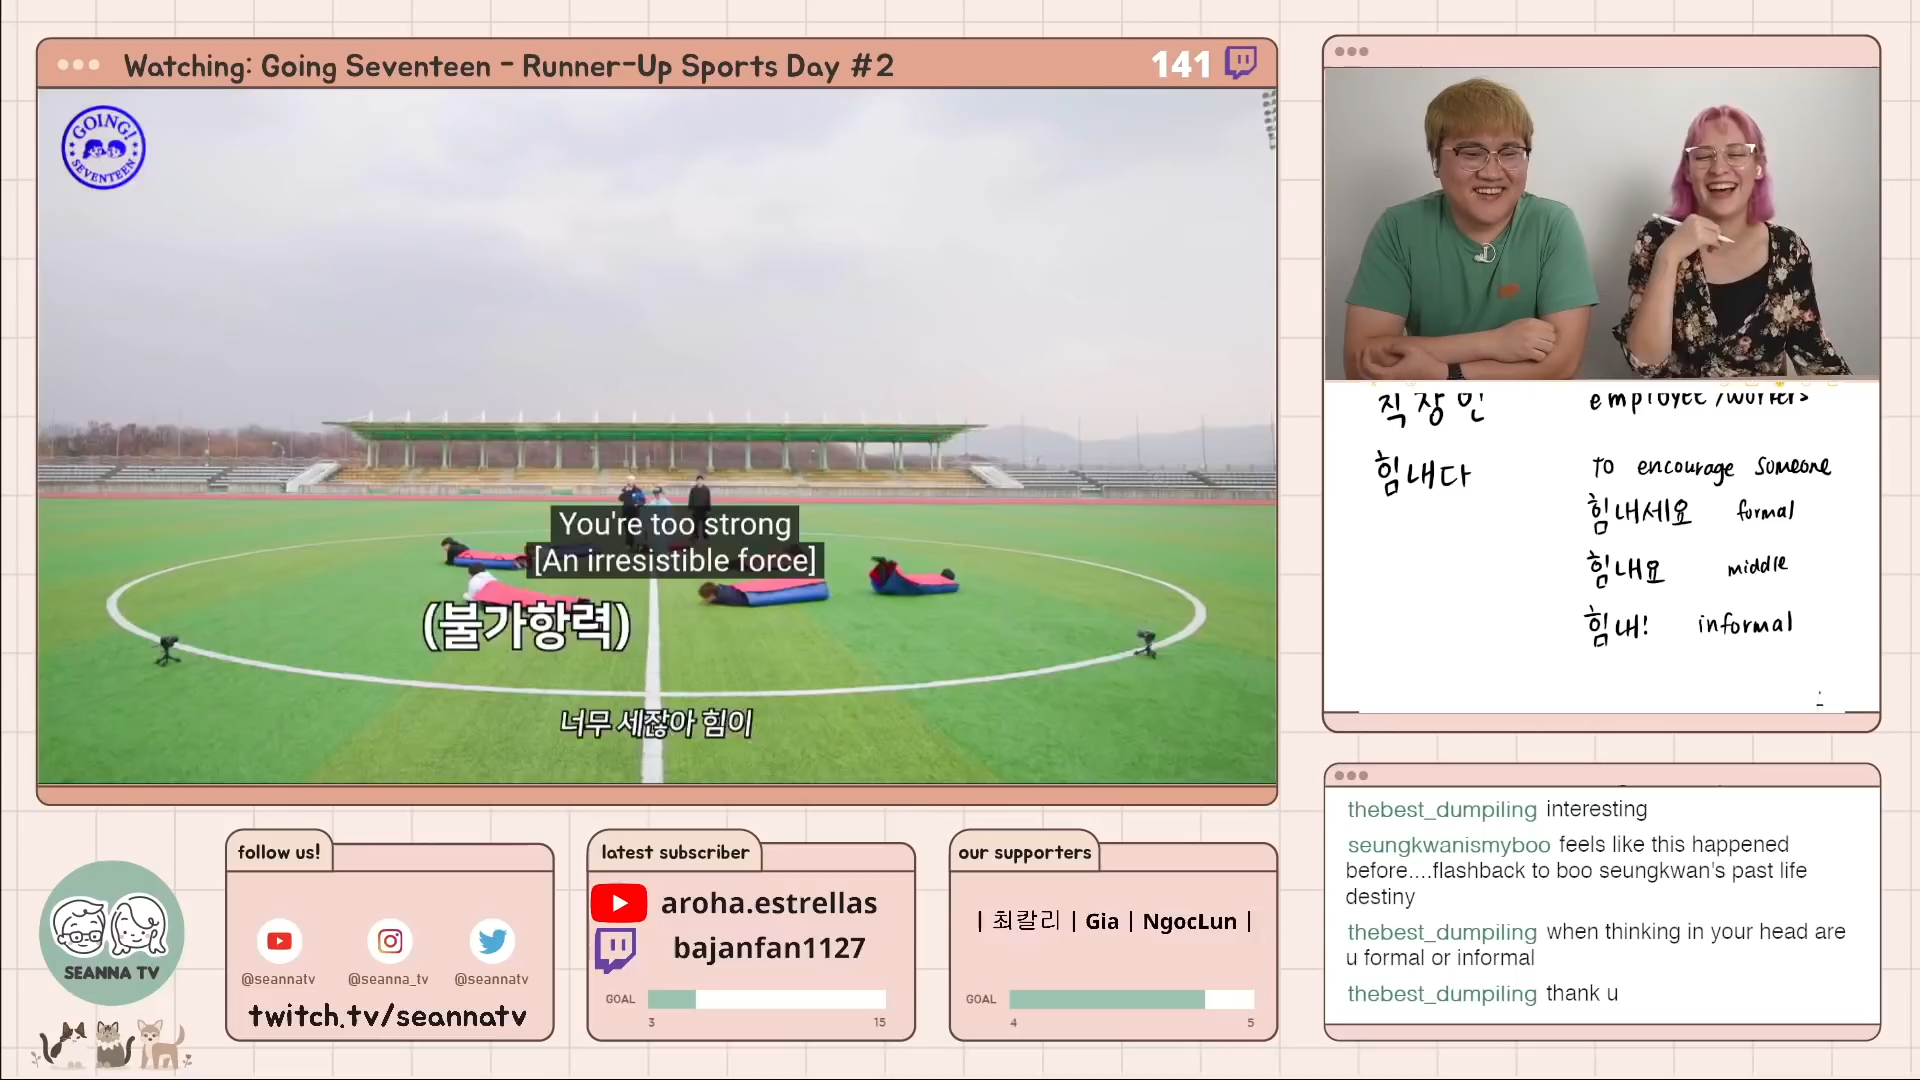 Watching: Going Seventeen - Runner-Up Sports Day #2
141
GOING!
SEVENTEEN
You're too strong
[An irresistible force]
(불가항력)
너무 세잖아 힘이
직장인 employee/workers
힘내다 to encourage someone
힘내세요 formal
힘내요 middle
힘내! informal
thebest_dumpiling interesting
seungkwanismyboo feels like this happened
before....flashback to boo seungkwan's past life
destiny
thebest_dumpiling when thinking in your head are
u formal or informal
thebest_dumpiling thank u
SEANNA TV
follow us!
@seannatv @seanna_tv @seannatv
twitch.tv/seannatv
latest subscriber
aroha.estrellas
bajanfan1127
GOAL
3 15
our supporters
| 최칼리 | Gia | NgocLun |
GOAL
4 5